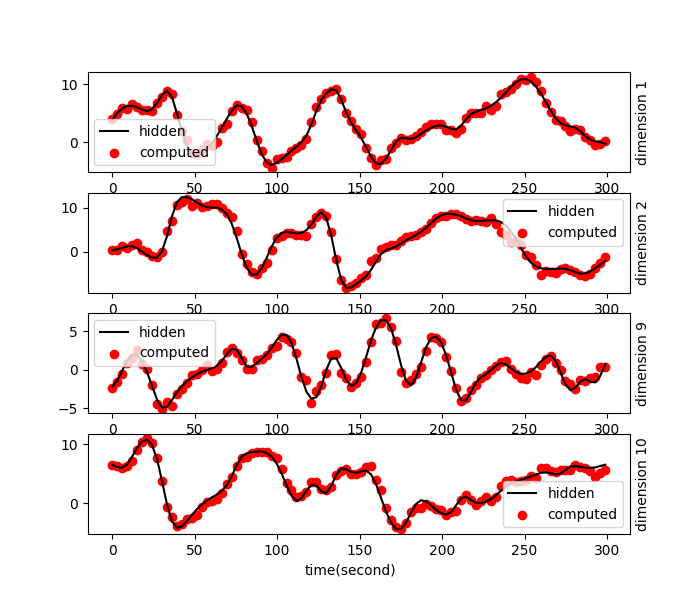 10
0
hidden
computed
0 50 100 150 200 250 300
dimension 1
10
0
hidden
computed
0 50 100 150 200 250 300
dimension 2
5
0
−5
hidden
computed
0 50 100 150 200 250 300
dimension 9
10
0
hidden
computed
0 50 100 150 200 250 300
dimension 10
time(second)